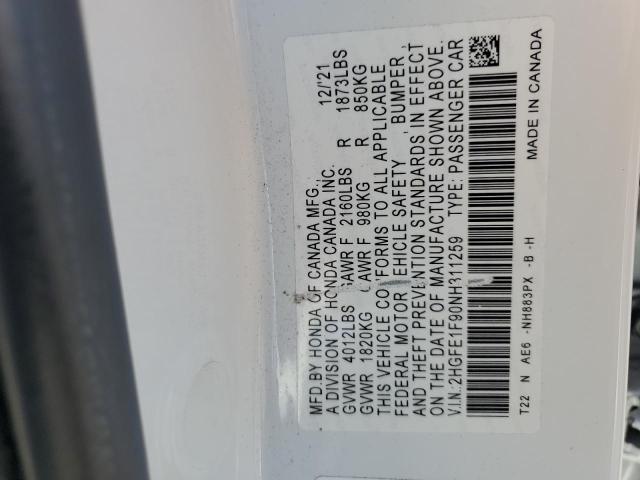 MFD.BY HONDA OF CANADA MFG., 12/'21
A DIVISION OF HONDA CANADA INC.
GVWR 4012LBS GAWR F 2160LBS R 1873LBS
GVWR 1820KG GAWR F 980KG R 850KG
THIS VEHICLE CONFORMS TO ALL APPLICABLE
FEDERAL MOTOR VEHICLE SAFETY , BUMPER ,
AND THEFT PREVENTION STANDARDS IN EFFECT
ON THE DATE OF MANUFACTURE SHOWN ABOVE.
V.I.N.:2HGFE1F90NH311259 TYPE: PASSENGER CAR
T22 N AE6 -NH883PX -B -H MADE IN CANADA